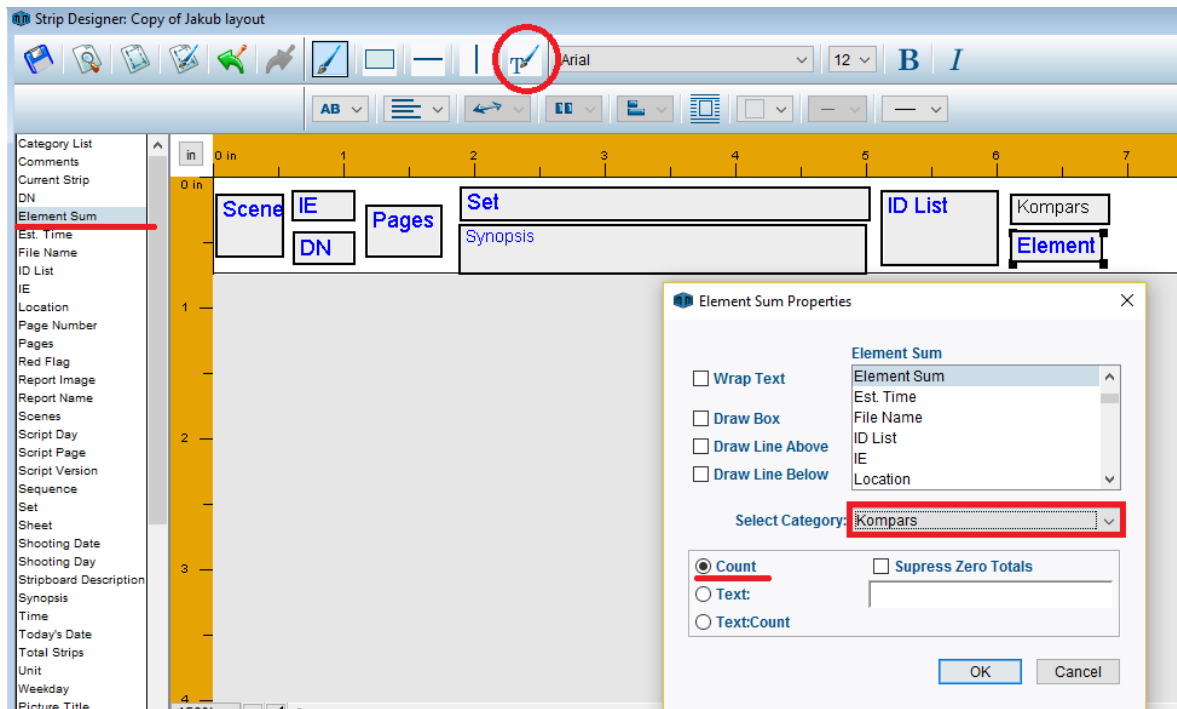 Strip Designer: Copy of Jakub layout
T
Arial
12
B
I
AB
Category List
Comments
Current Strip
DN
Element Sum
Est. Time
File Name
ID List
IE
Location
Page Number
Pages
Red Flag
Report Image
Report Name
Scenes
Script Day
Script Page
Script Version
Sequence
Set
Sheet
Shooting Date
Shooting Day
Stripboard Description
Synopsis
Time
Today's Date
Total Strips
Unit
Weekday
Picture Title
in
0 in 1 2 3 4 5 6 7
0 in
1
2
3
4
Scene
IE
DN
Pages
Set
Synopsis
ID List
Kompars
Element
Element Sum Properties
Element Sum
Wrap Text
Draw Box
Draw Line Above
Draw Line Below
Element Sum
Est. Time
File Name
ID List
IE
Location
Select Category: Kompars
Count
Supress Zero Totals
Text:
Text:Count
OK
Cancel